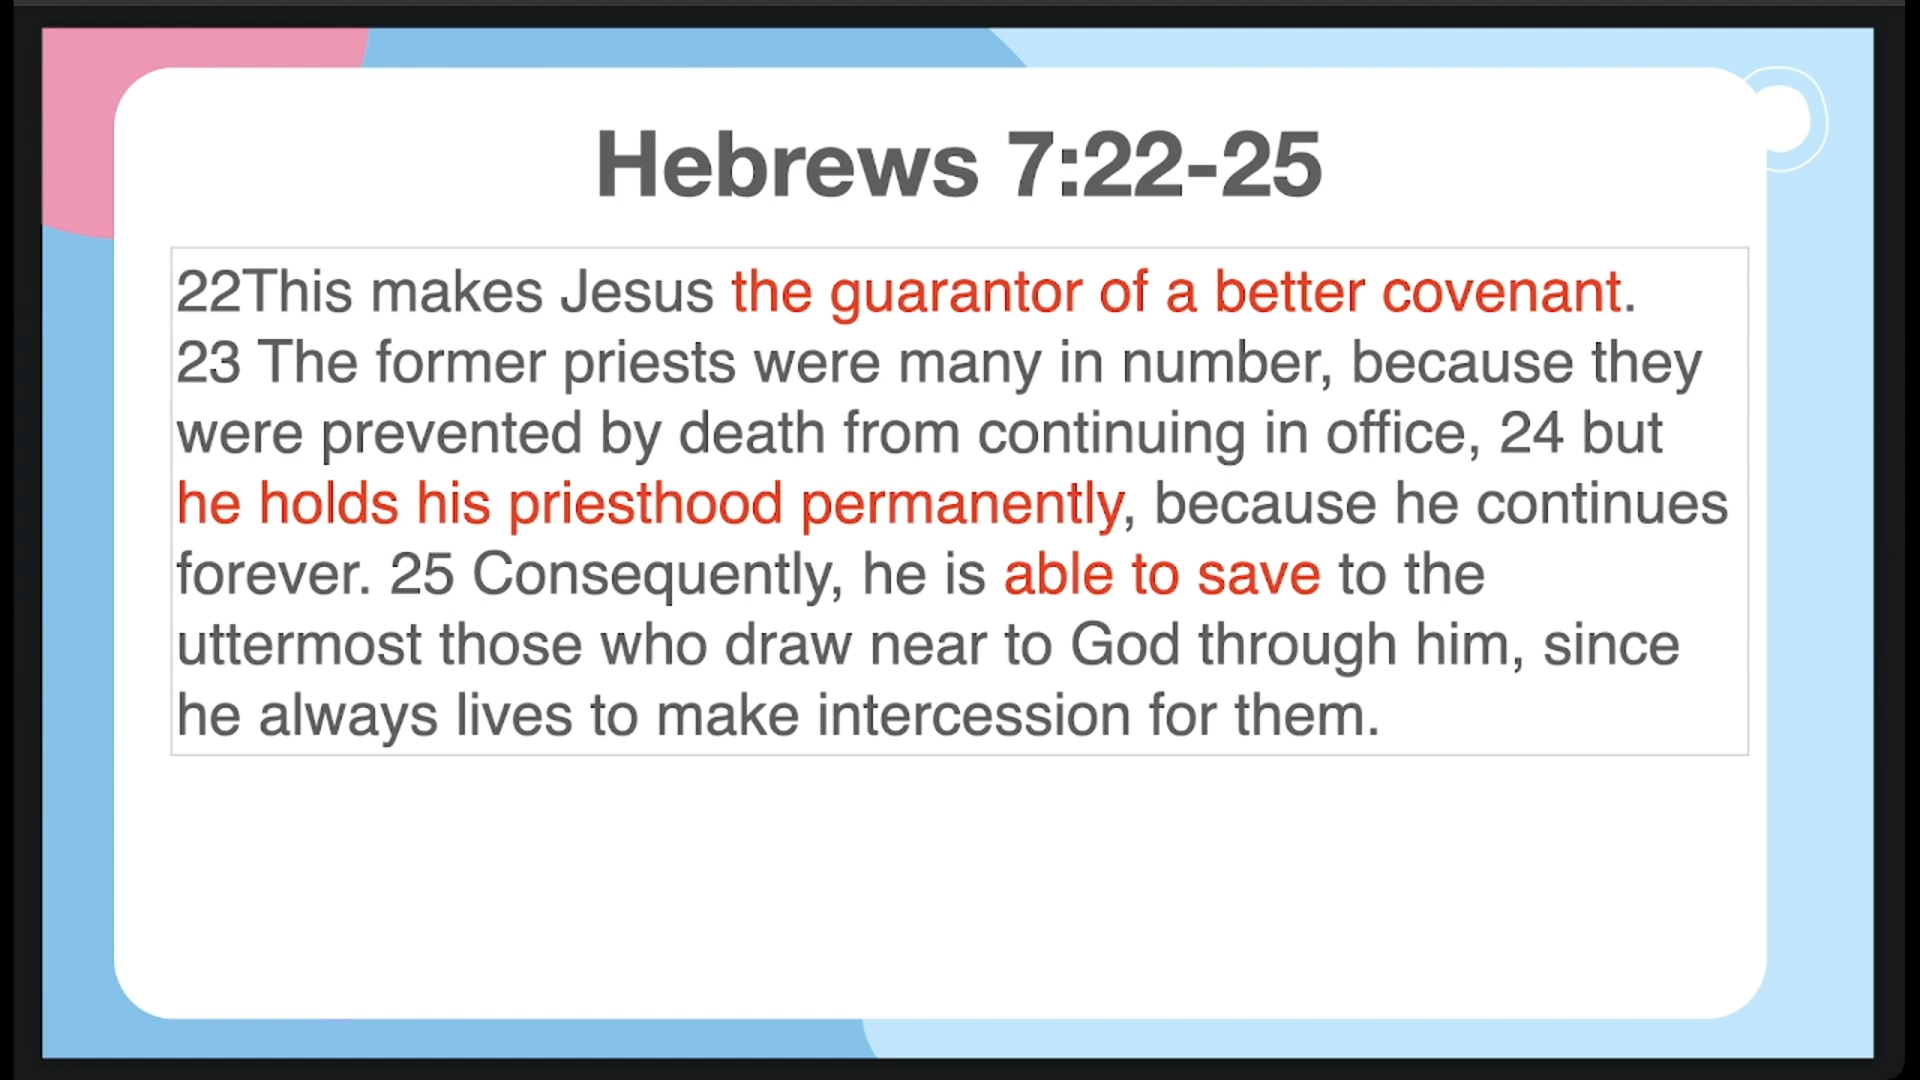 Hebrews 7:22-25
22This makes Jesus the guarantor of a better covenant.
23 The former priests were many in number, because they
were prevented by death from continuing in office, 24 but
he holds his priesthood permanently, because he continues
forever. 25 Consequently, he is able to save to the
uttermost those who draw near to God through him, since
he always lives to make intercession for them.